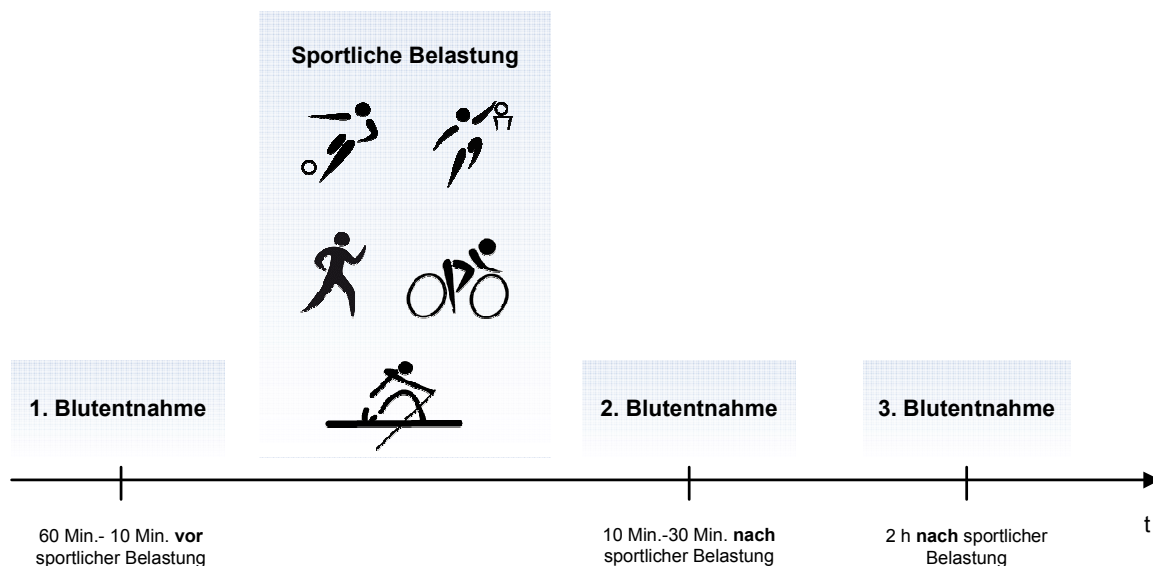 Sportliche Belastung
1. Blutentnahme
2. Blutentnahme
3. Blutentnahme
60 Min.- 10 Min. vor
sportlicher Belastung
10 Min.-30 Min. nach
sportlicher Belastung
2 h nach sportlicher
Belastung
t